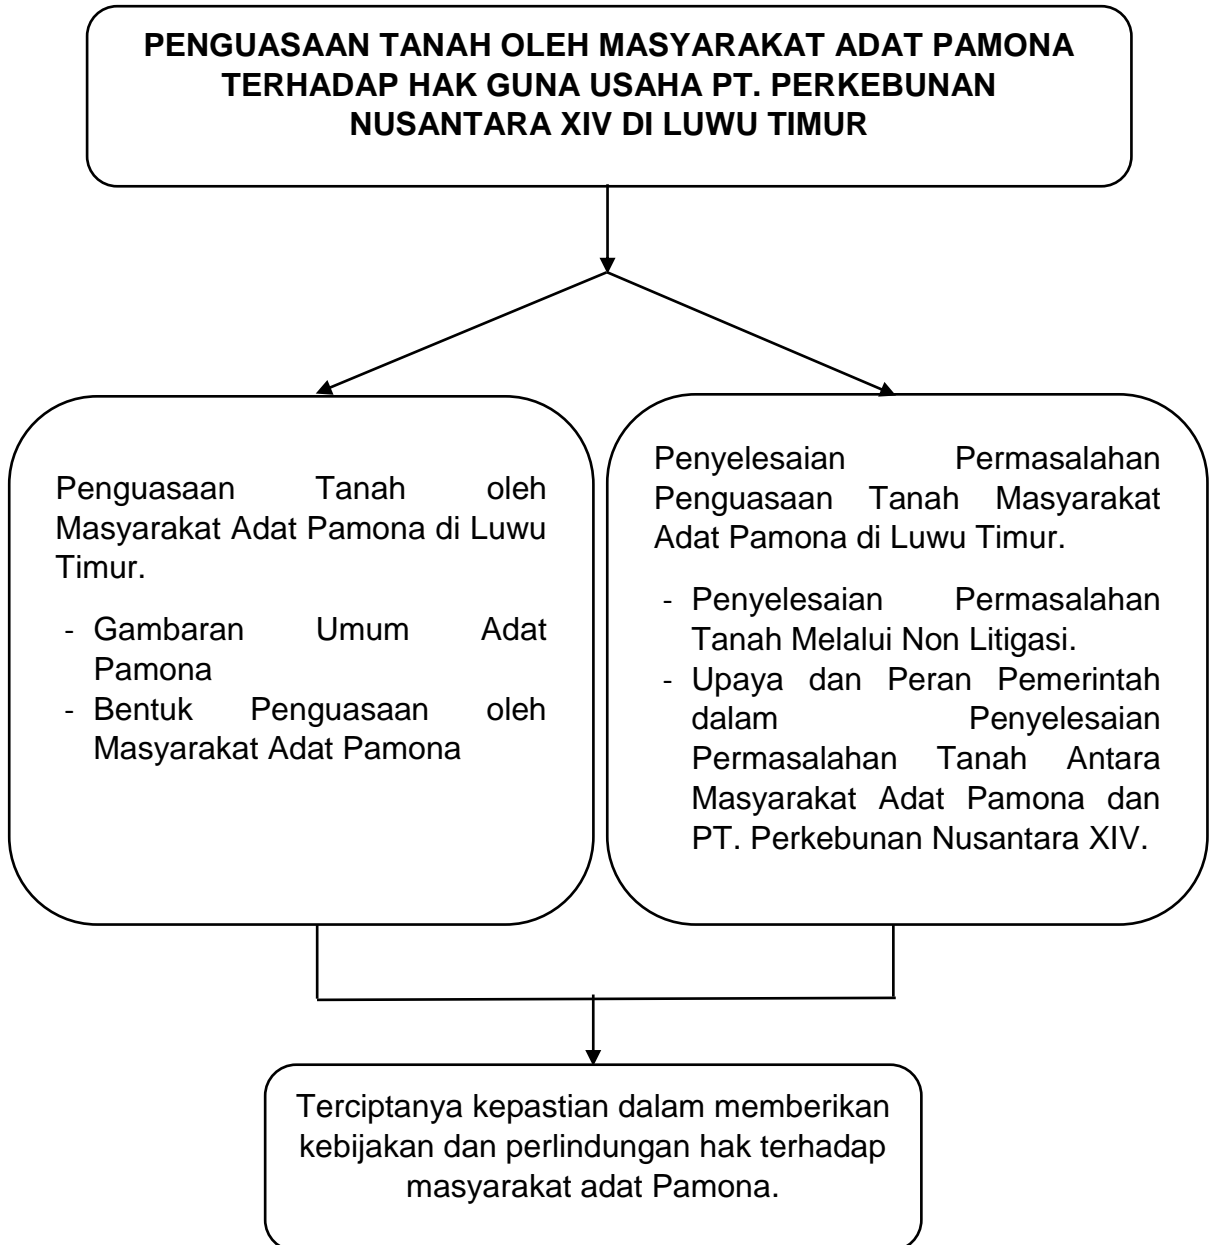 PENGUASAAN TANAH OLEH MASYARAKAT ADAT PAMONA
TERHADAP HAK GUNA USAHA PT. PERKEBUNAN
NUSANTARA XIV DI LUWU TIMUR
Penguasaan Tanah oleh
Masyarakat Adat Pamona di Luwu
Timur.
- Gambaran Umum Adat
Pamona
- Bentuk Penguasaan oleh
Masyarakat Adat Pamona
Penyelesaian Permasalahan
Penguasaan Tanah Masyarakat
Adat Pamona di Luwu Timur.
- Penyelesaian Permasalahan
Tanah Melalui Non Litigasi.
- Upaya dan Peran Pemerintah
dalam Penyelesaian
Permasalahan Tanah Antara
Masyarakat Adat Pamona dan
PT. Perkebunan Nusantara XIV.
Terciptanya kepastian dalam memberikan
kebijakan dan perlindungan hak terhadap
masyarakat adat Pamona.